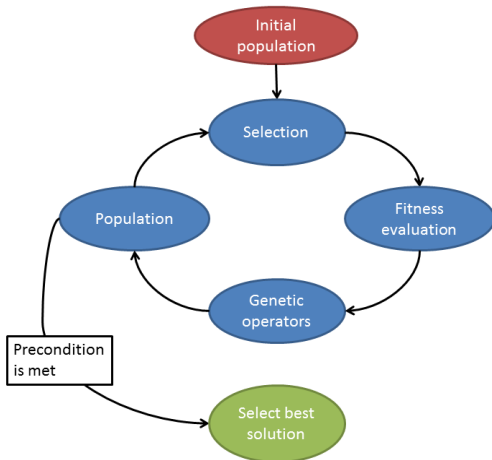 Initial
population
Selection
Population
Fitness
evaluation
Genetic
operators
Precondition
is met
Select best
solution